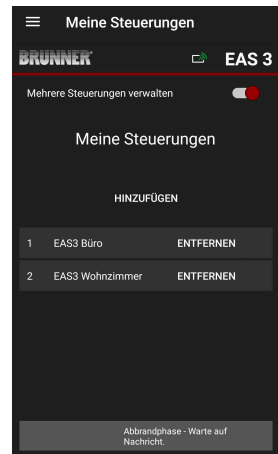 Meine Steuerungen
BRUNNER EAS 3
Mehrere Steuerungen verwalten
Meine Steuerungen
HINZUFÜGEN
1 EAS3 Büro ENTFERNEN
2 EAS3 Wohnzimmer ENTFERNEN
Abbrandphase - Warte auf
Nachricht.